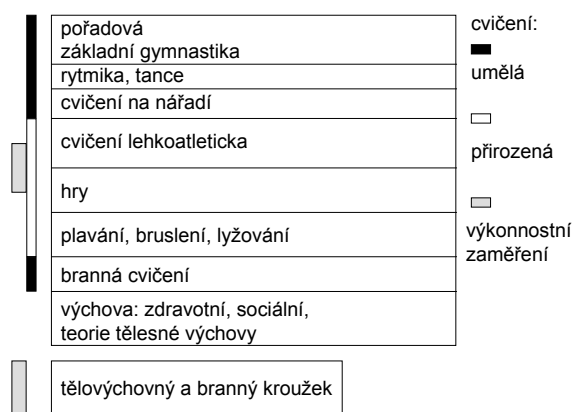 pořadová
základní gymnastika
rytmika, tance
cvičení na nářadí
cvičení lehkoatleticka
hry
plavání, bruslení, lyžování
branná cvičení
výchova: zdravotní, sociální,
teorie tělesné výchovy
tělovýchovný a branný kroužek
cvičení:
umělá
přirozená
výkonnostní
zaměření